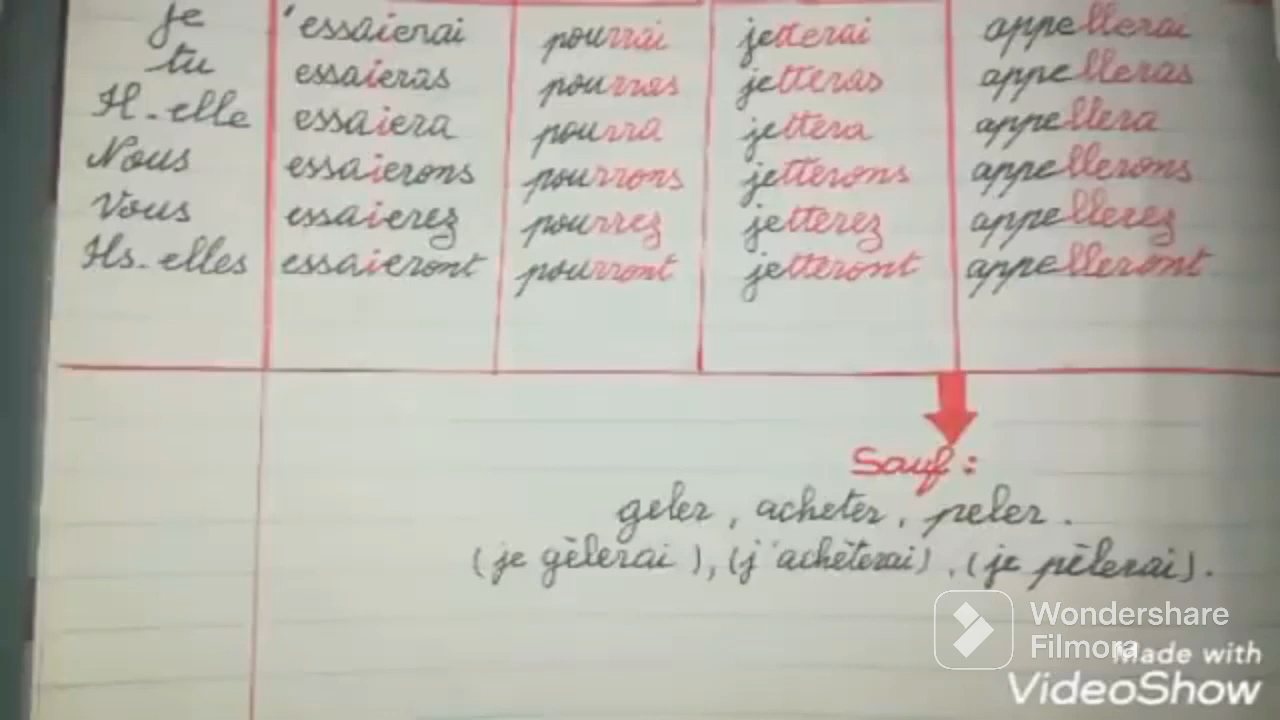 je 'essaierai pourrai jetterai appellerai
tu essaieras pourras jetteras appelleras
Il-elle essaiera pourra jettera appellera
Nous essaierons pourrons jetterons appellerons
Vous essaierez pourrez jetterez appellerez
Ils-elles essaieront pourront jetteront appelleront
Sauf :
geler, acheter, peler.
(je gèlerai), (j'achèterai), (je pèlerai).
Wondershare
Filmora
Made with
VideoShow